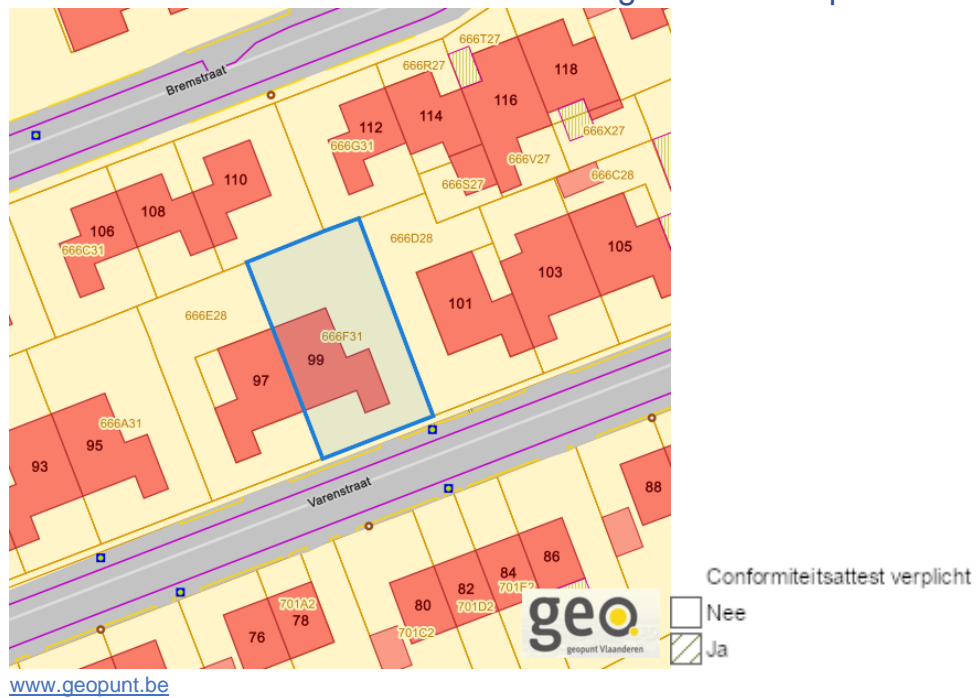 Bremstraat
666T27
666R27
118
116
114
112
666G31
666X27
666V27
666S27
666C28
110
108
106
666C31
666D28
105
103
101
666E28
666F31
99
97
666A31
95
93
Varenstraat
88
86
84
82
80
701F2
701D2
701C2
701A2
78
76
geo.
geopunt Vlaanderen
Conformiteitsattest verplicht
Nee
Ja
www.geopunt.be